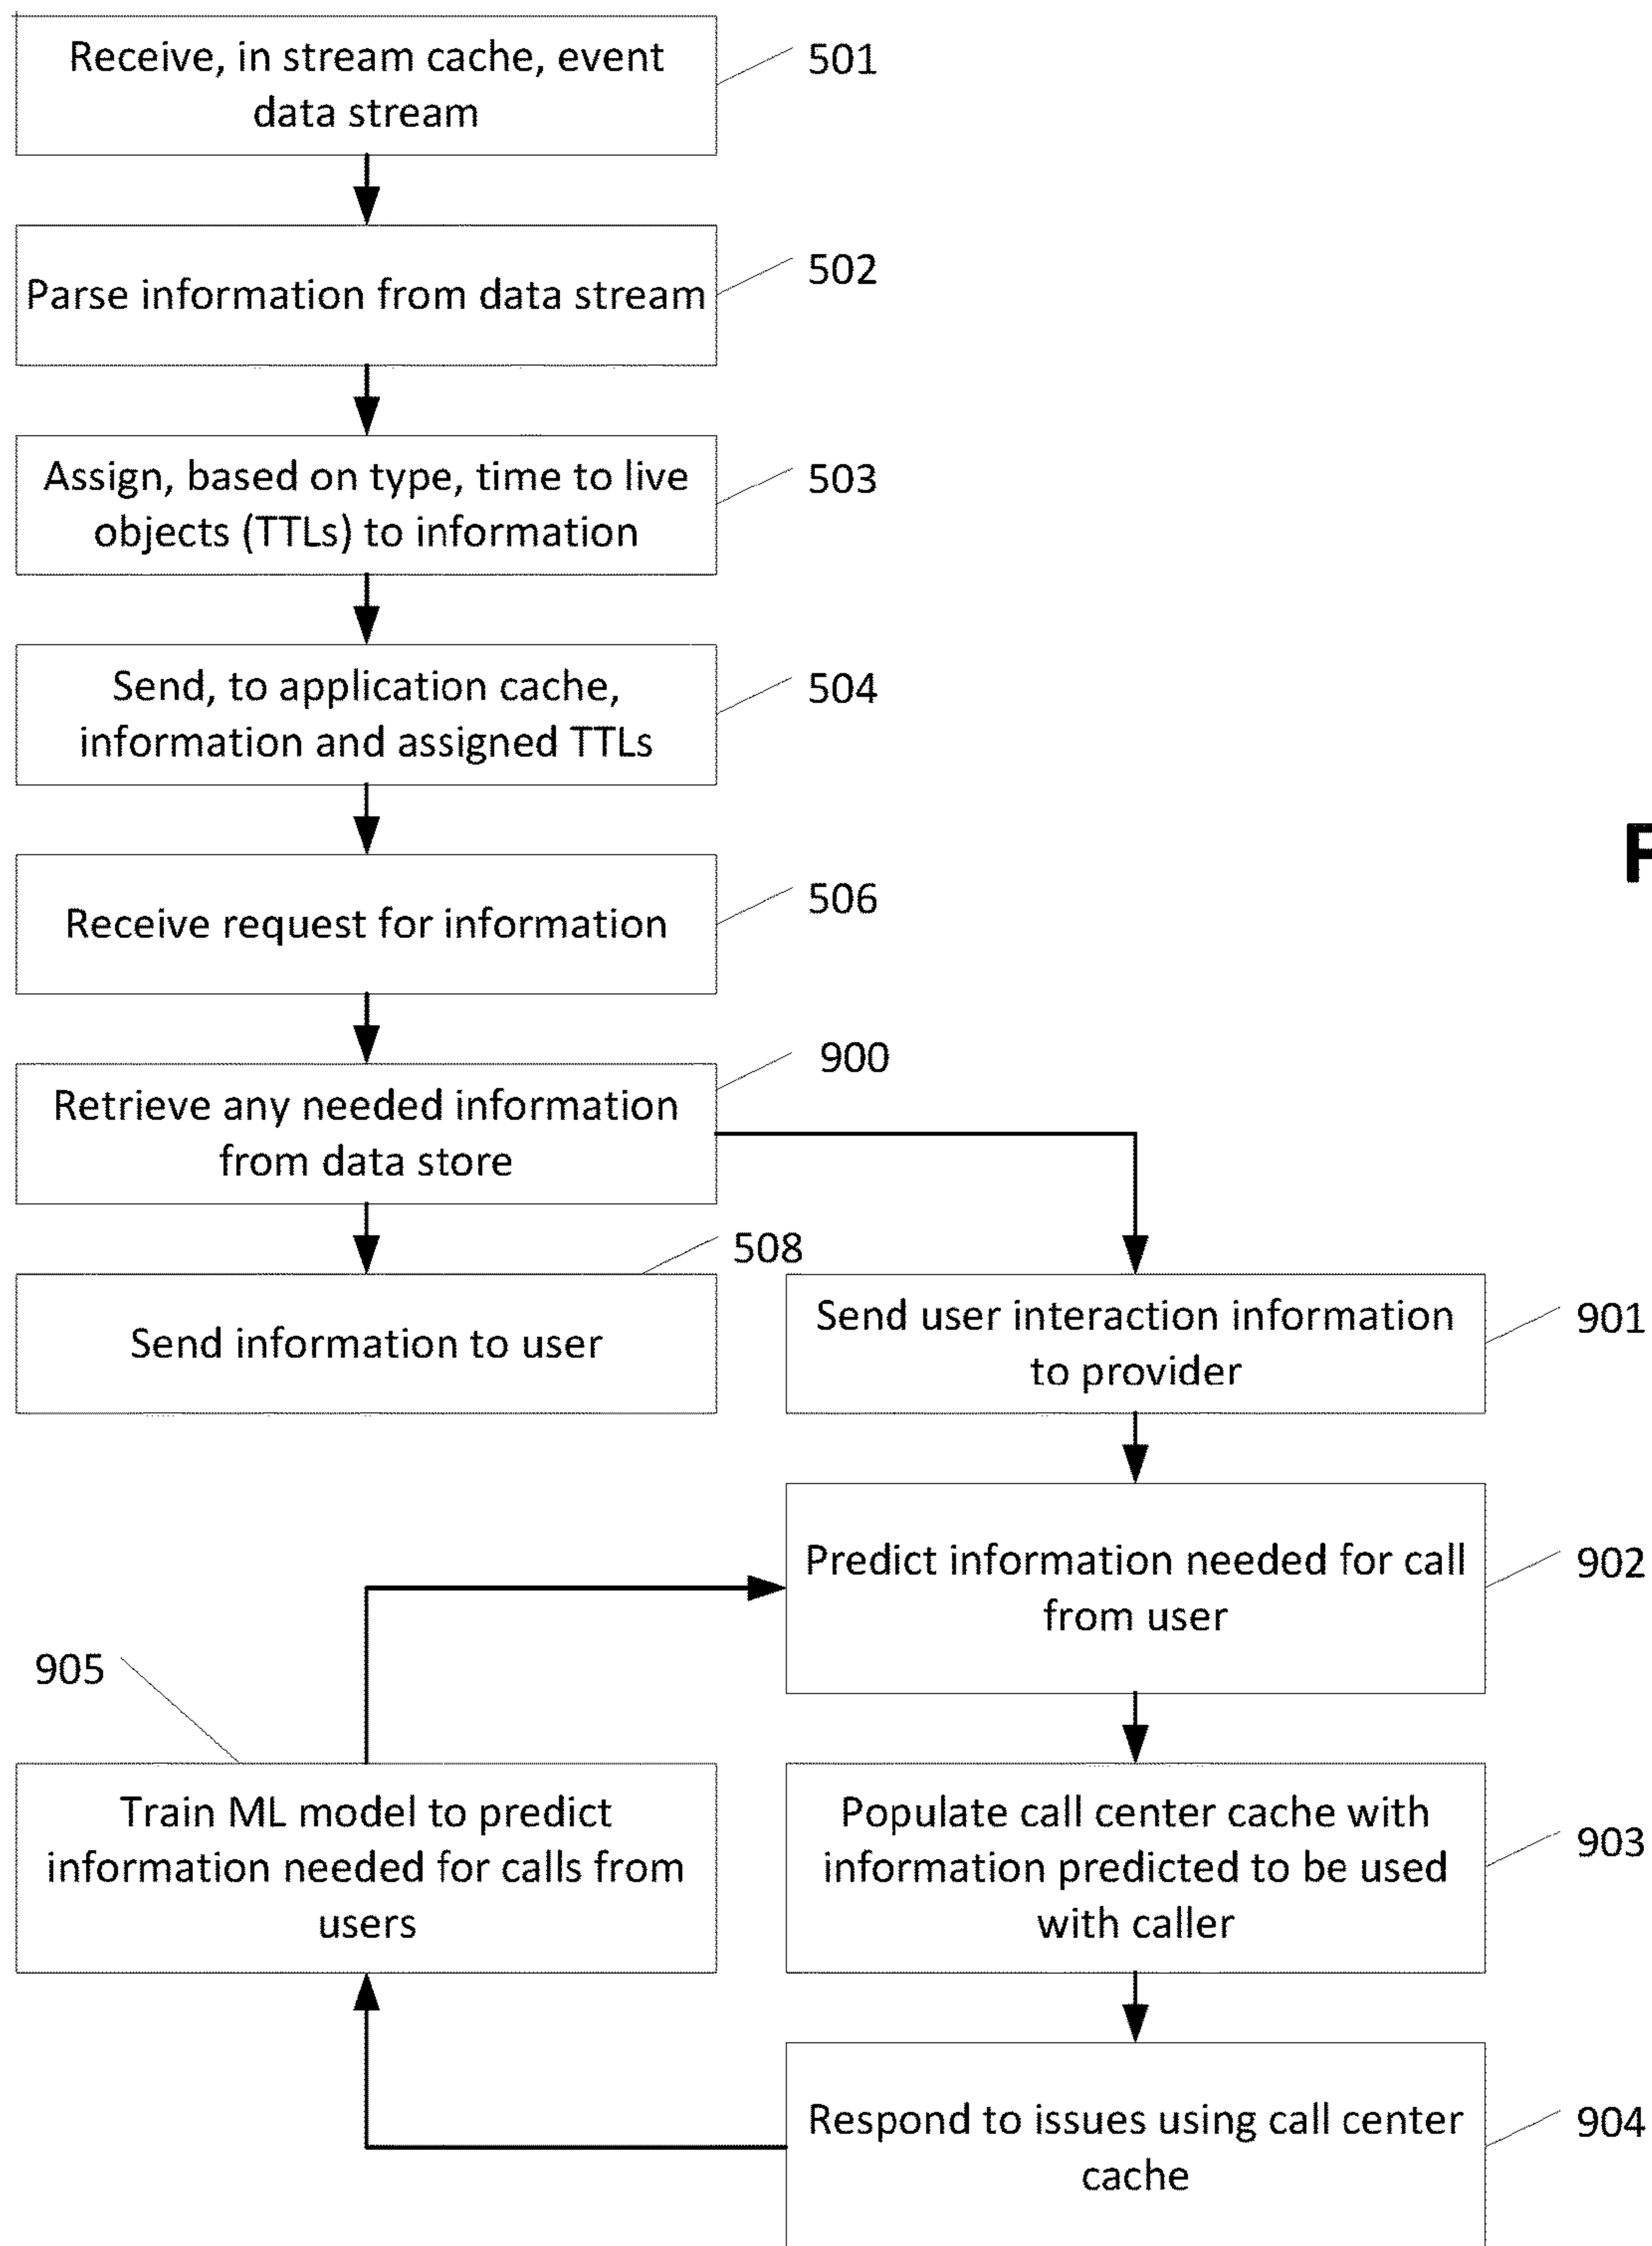 Receive, in stream cache, event
data stream
501
Parse information from data stream
502
Assign, based on type, time to live
objects (TTLs) to information
503
Send, to application cache,
information and assigned TTLs
504
F
Receive request for information
506
Retrieve any needed information
from data store
900
Send information to user
508
Send user interaction information
to provider
901
Predict information needed for call
from user
902
905
Train ML model to predict
information needed for calls from
users
Populate call center cache with
information predicted to be used
with caller
903
Respond to issues using call center
cache
904